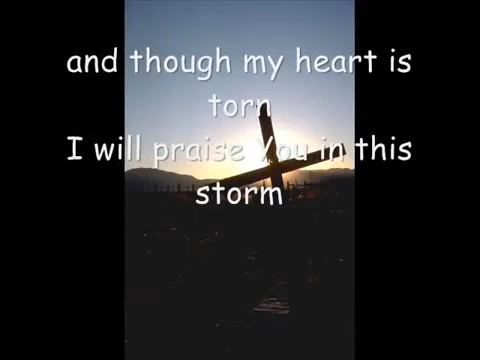 and though my heart is
torn
I will praise You in this
storm